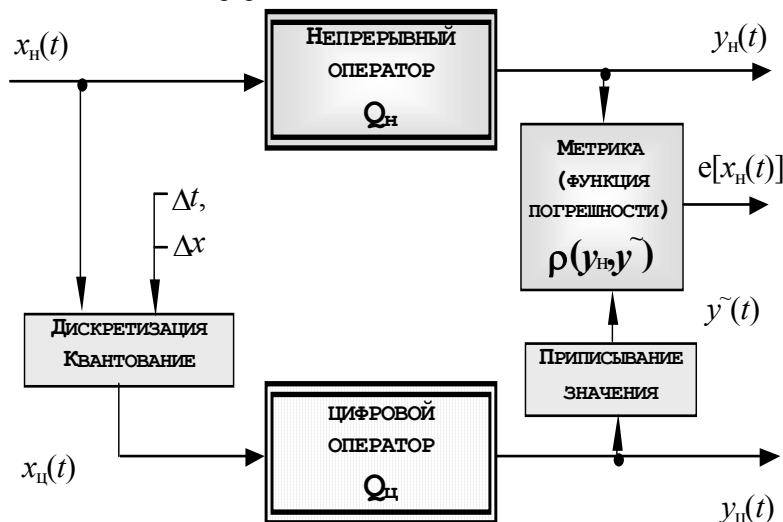 xн(t)
НЕПРЕРЫВНЫЙ
ОПЕРАТОР
Qн
yн(t)
МЕТРИКА
(ФУНКЦИЯ
ПОГРЕШНОСТИ)
ρ(yн,y~)
e[xн(t)]
Δt,
Δx
ДИСКРЕТИЗАЦИЯ
КВАНТОВАНИЕ
y~(t)
ПРИПИСЫВАНИЕ
ЗНАЧЕНИЯ
xц(t)
ЦИФРОВОЙ
ОПЕРАТОР
Qц
yц(t)